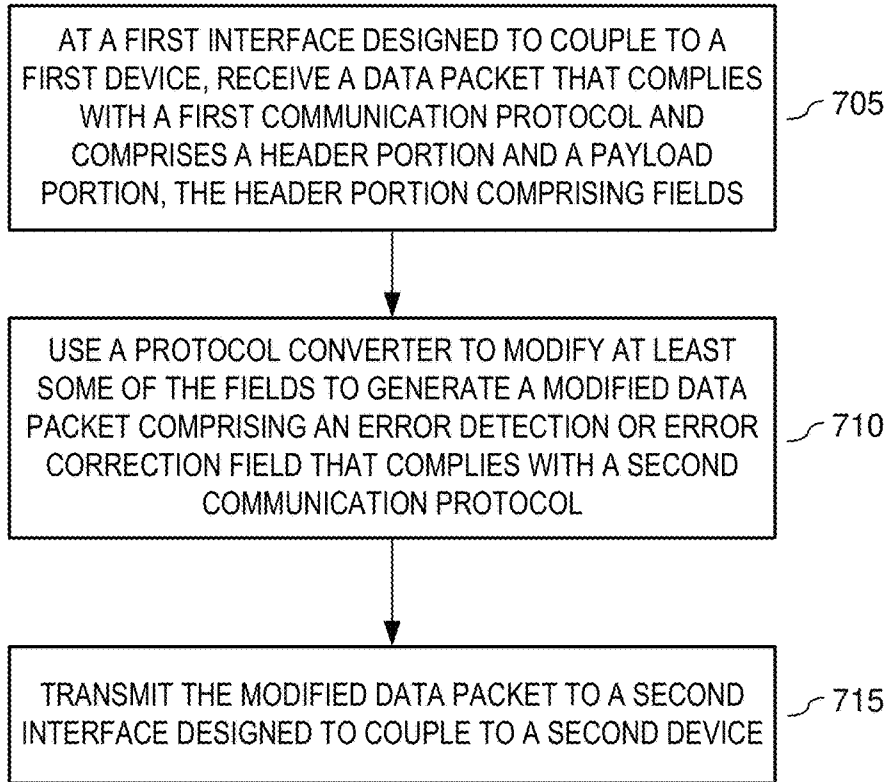 AT A FIRST INTERFACE DESIGNED TO COUPLE TO A
FIRST DEVICE, RECEIVE A DATA PACKET THAT COMPLIES
WITH A FIRST COMMUNICATION PROTOCOL AND
COMPRISES A HEADER PORTION AND A PAYLOAD
PORTION, THE HEADER PORTION COMPRISING FIELDS
705
USE A PROTOCOL CONVERTER TO MODIFY AT LEAST
SOME OF THE FIELDS TO GENERATE A MODIFIED DATA
PACKET COMPRISING AN ERROR DETECTION OR ERROR
CORRECTION FIELD THAT COMPLIES WITH A SECOND
COMMUNICATION PROTOCOL
710
TRANSMIT THE MODIFIED DATA PACKET TO A SECOND
INTERFACE DESIGNED TO COUPLE TO A SECOND DEVICE
715